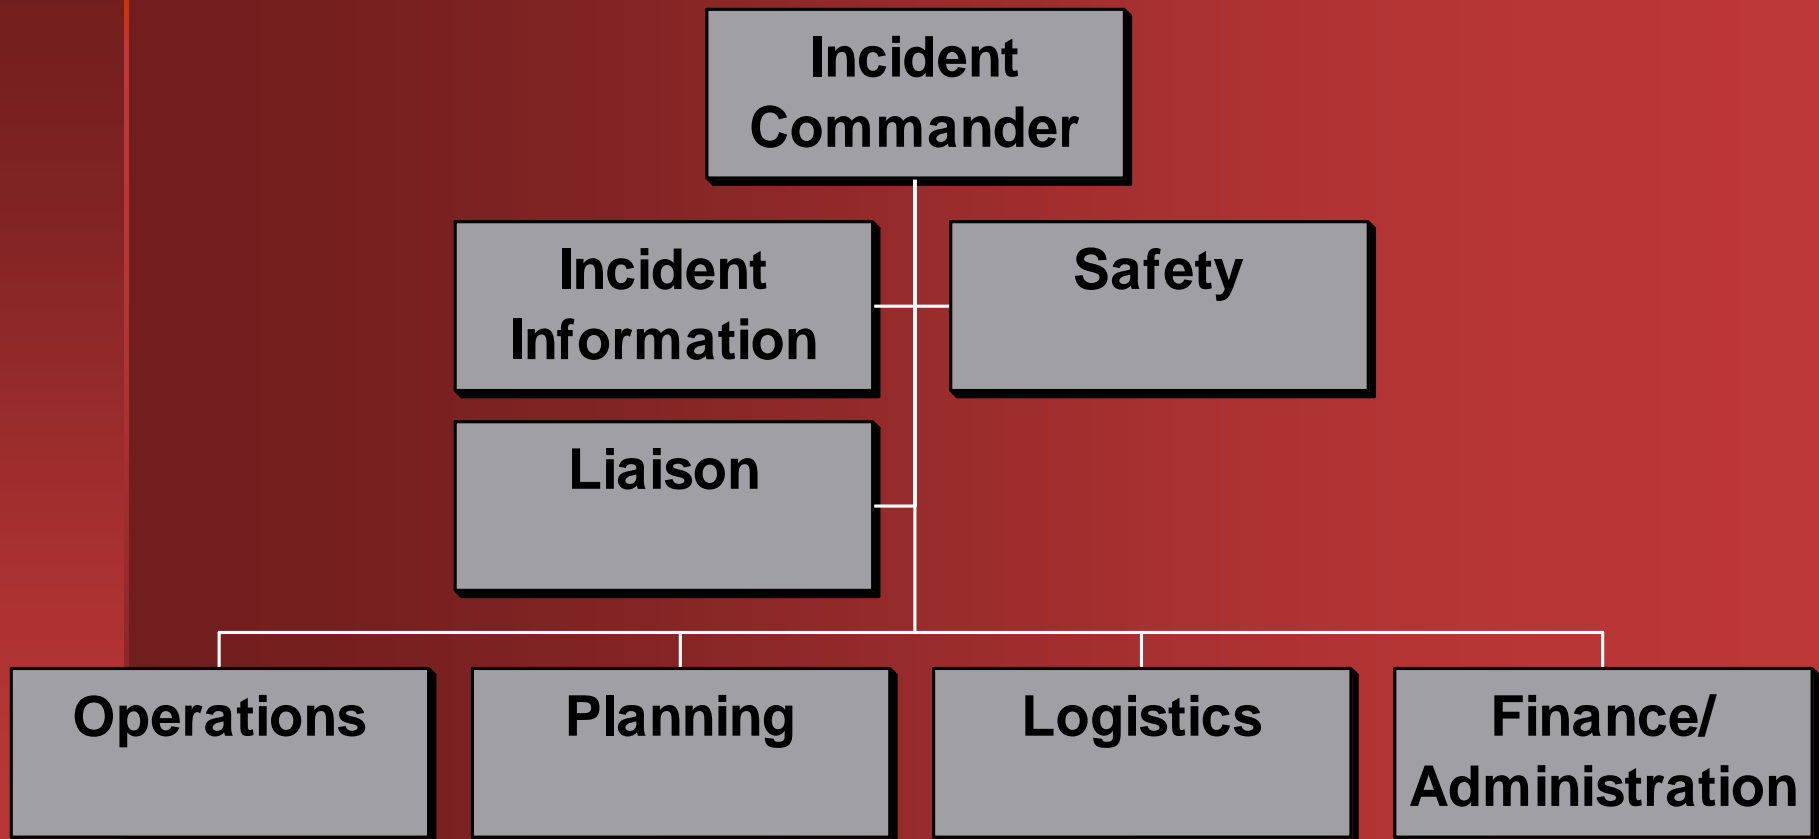 Incident
Commander
Incident
Information
Safety
Liaison
Operations
Planning
Logistics
Finance/
Administration